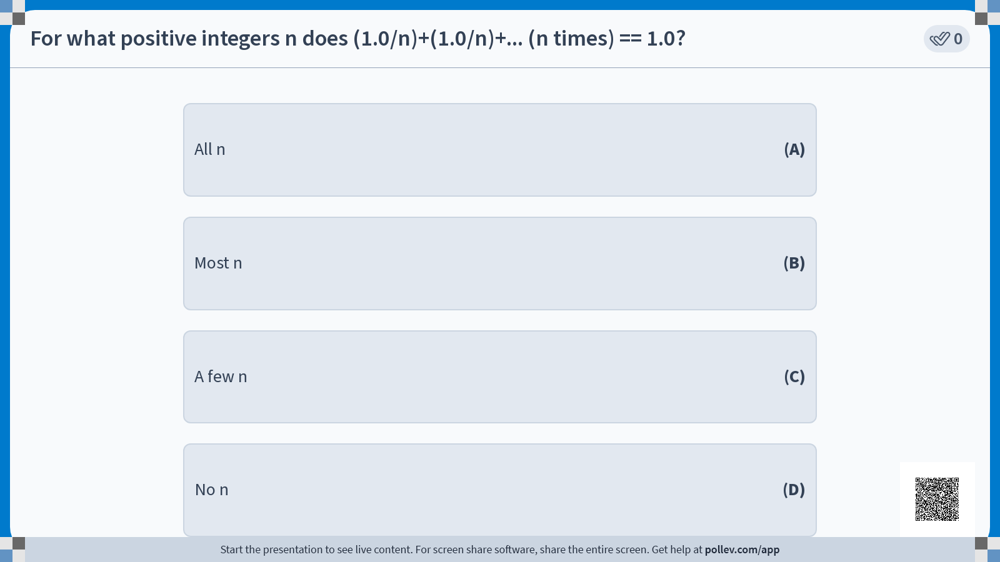 For what positive integers n does (1.0/n)+(1.0/n)+... (n times) == 1.0?
0
All n (A)
Most n (B)
A few n (C)
No n (D)
Start the presentation to see live content. For screen share software, share the entire screen. Get help at pollev.com/app